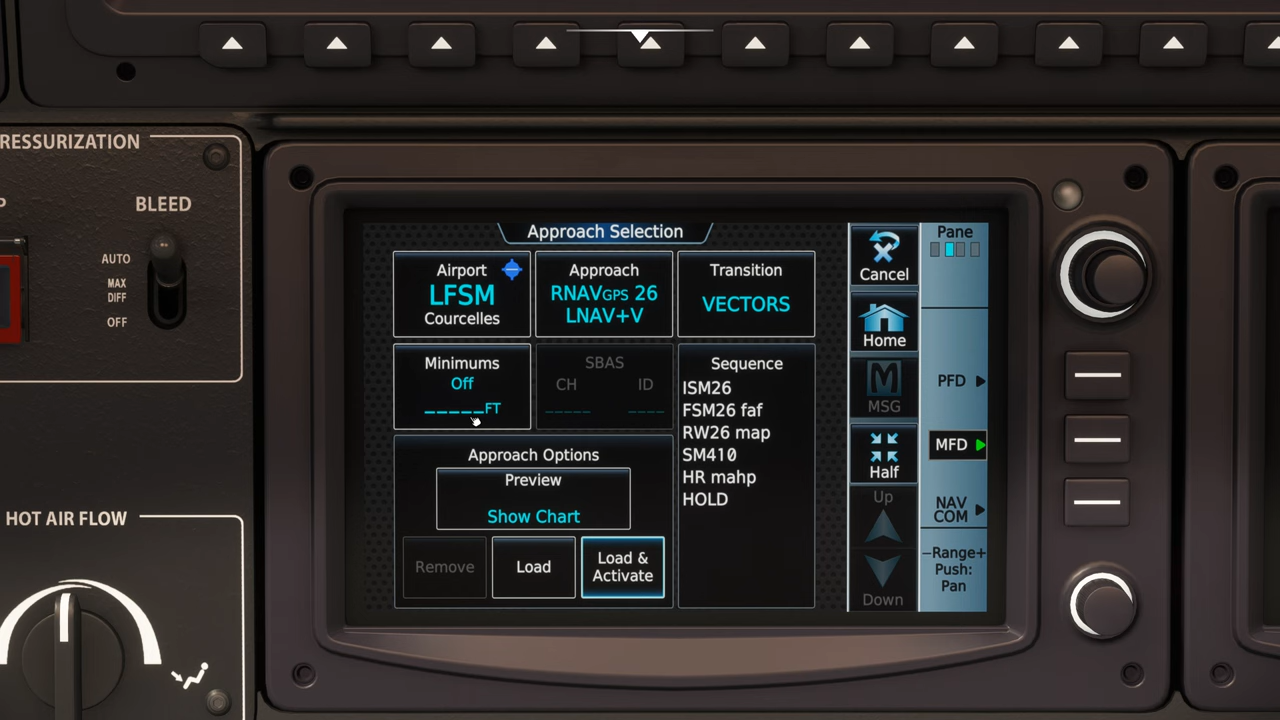 RESSURIZATION
P
BLEED
AUTO
MAX
DIFF
OFF
HOT AIR FLOW
Approach Selection
Airport
LFSM
Courcelles
Approach
RNAVGPS 26
LNAV+V
Transition
VECTORS
Minimums
Off
_____FT
SBAS
CH ID
_____ ____
Sequence
ISM26
FSM26 faf
RW26 map
SM410
HR mahp
HOLD
Approach Options
Preview
Show Chart
Remove
Load
Load &
Activate
Cancel
Home
MSG
Half
Up
Down
Pane
PFD
MFD
NAV
COM
−Range+
Push:
Pan